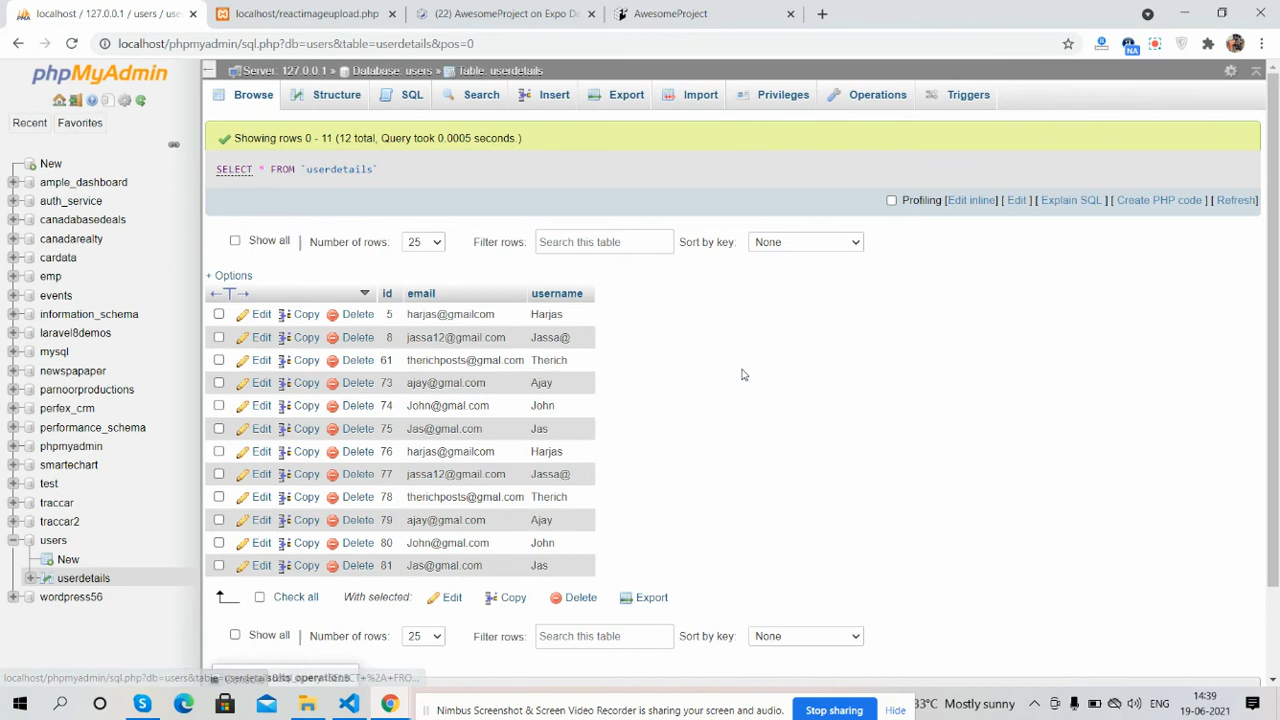 localhost / 127.0.0.1 / users / use
localhost/reactimageupload.php
(22) AwesomeProject on Expo De
AwesomeProject
localhost/phpmyadmin/sql.php?db=users&table=userdetails&pos=0
NA
phpMyAdmin
Recent
Favorites
New
ample_dashboard
auth_service
canadabasedeals
canadarealty
cardata
emp
events
information_schema
laravel8demos
mysql
newspapaper
parnoorproductions
perfex_crm
performance_schema
phpmyadmin
smartechart
test
traccar
traccar2
users
New
userdetails
wordpress56
Server: 127.0.0.1 » Database: users » Table: userdetails
Browse Structure SQL Search Insert Export Import Privileges Operations Triggers
Showing rows 0 - 11 (12 total, Query took 0.0005 seconds.)
SELECT * FROM `userdetails`
Profiling [Edit inline] [ Edit ] [ Explain SQL ] [ Create PHP code ] [ Refresh]
Show all Number of rows: 25 Filter rows: Search this table Sort by key: None
+ Options
id email username
Edit Copy Delete 5 harjas@gmailcom Harjas
Edit Copy Delete 8 jassa12@gmail.com Jassa@
Edit Copy Delete 61 therichposts@gmal.com Therich
Edit Copy Delete 73 ajay@gmal.com Ajay
Edit Copy Delete 74 John@gmal.com John
Edit Copy Delete 75 Jas@gmal.com Jas
Edit Copy Delete 76 harjas@gmailcom Harjas
Edit Copy Delete 77 jassa12@gmail.com Jassa@
Edit Copy Delete 78 therichposts@gmal.com Therich
Edit Copy Delete 79 ajay@gmal.com Ajay
Edit Copy Delete 80 John@gmal.com John
Edit Copy Delete 81 Jas@gmal.com Jas
Check all With selected: Edit Copy Delete Export
Show all Number of rows: 25 Filter rows: Search this table Sort by key: None
operations
Nimbus Screenshot & Screen Video Recorder is sharing your screen and audio. Stop sharing Hide
33°C Mostly sunny
ENG
14:39
19-06-2021